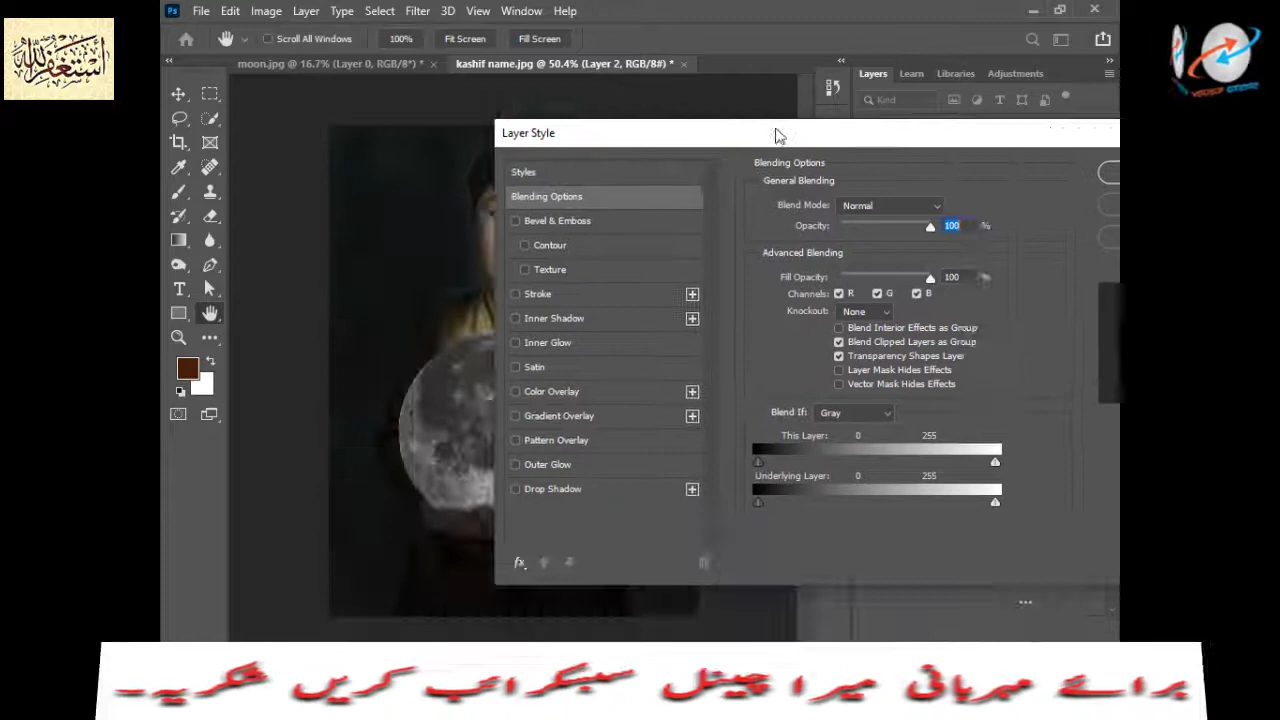 أستغفر الله
Ps File Edit Image Layer Type Select Filter 3D View Window Help
Scroll All Windows 100% Fit Screen Fill Screen
moon.jpg @ 16.7% (Layer 0, RGB/8*) * × kashif name.jpg @ 50.4% (Layer 2, RGB/8#) * ×
Layers Learn Libraries Adjustments
Kind
Layer Style
Styles
Blending Options
Bevel & Emboss
Contour
Texture
Stroke
Inner Shadow
Inner Glow
Satin
Color Overlay
Gradient Overlay
Pattern Overlay
Outer Glow
Drop Shadow
fx
Blending Options
General Blending
Blend Mode: Normal
Opacity: 100 %
Advanced Blending
Fill Opacity: 100
Channels: R G B
Knockout: None
Blend Interior Effects as Group
Blend Clipped Layers as Group
Transparency Shapes Layer
Layer Mask Hides Effects
Vector Mask Hides Effects
Blend If: Gray
This Layer: 0 255
Underlying Layer: 0 255
برائے مہربانی میرا چینل سبسکرائب کریں شکریہ۔